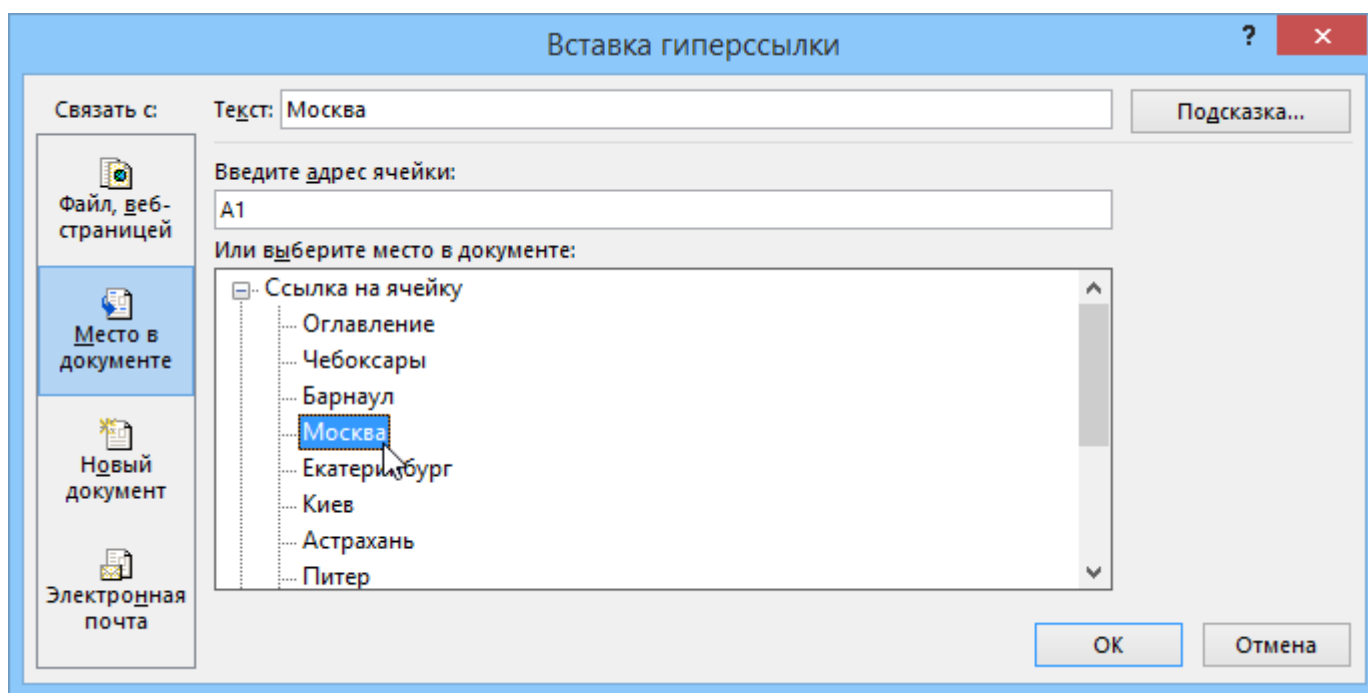 Вставка гиперссылки
?
Связать с:
Текст: Москва
Подсказка...
Файл, веб-
страницей
Место в
документе
Новый
документ
Электронная
почта
Введите адрес ячейки:
A1
Или выберите место в документе:
Ссылка на ячейку
Оглавление
Чебоксары
Барнаул
Москва
Екатеринбург
Киев
Астрахань
Питер
ОК
Отмена